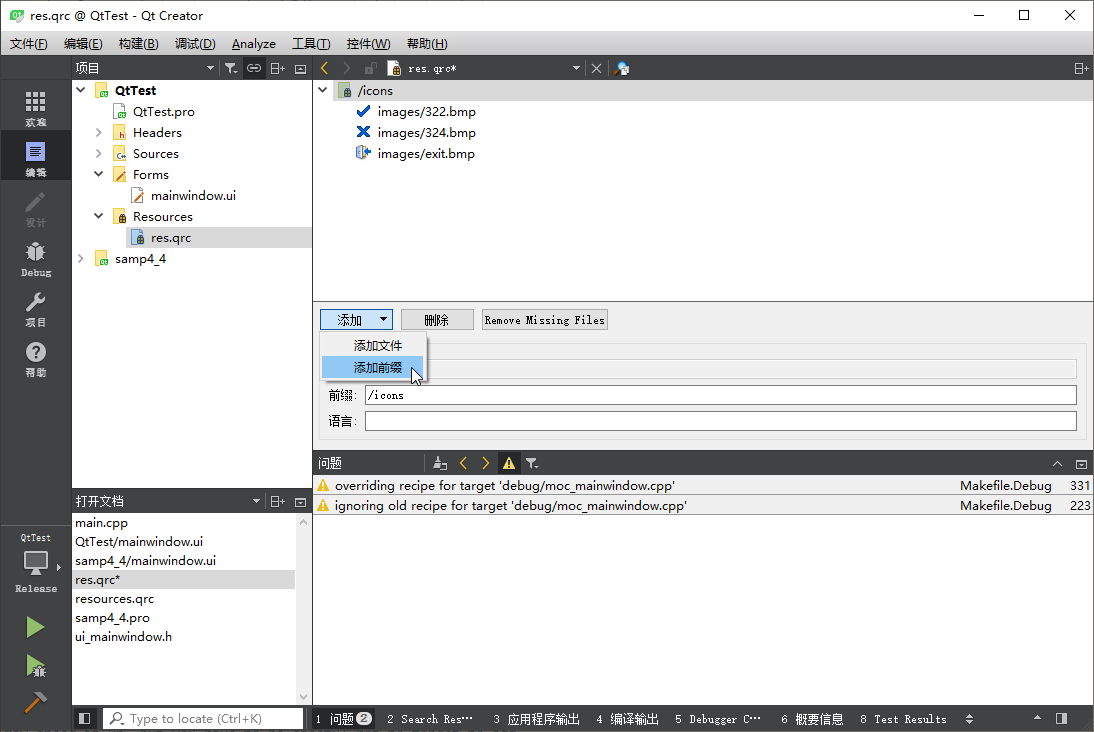 res.qrc @ QtTest - Qt Creator
文件(F) 编辑(E) 构建(B) 调试(D) Analyze 工具(T) 控件(W) 帮助(H)
项目
res.qrc*
欢迎
编辑
设计
Debug
项目
帮助
QtTest
Release
QtTest
QtTest.pro
Headers
Sources
Forms
mainwindow.ui
Resources
res.qrc
samp4_4
/icons
images/322.bmp
images/324.bmp
images/exit.bmp
添加 删除 Remove Missing Files
添加文件
添加前缀
前缀: /icons
语言:
问题
overriding recipe for target 'debug/moc_mainwindow.cpp' Makefile.Debug 331
ignoring old recipe for target 'debug/moc_mainwindow.cpp' Makefile.Debug 223
打开文档
main.cpp
QtTest/mainwindow.ui
samp4_4/mainwindow.ui
res.qrc*
resources.qrc
samp4_4.pro
ui_mainwindow.h
Type to locate (Ctrl+K)
1 问题 2 2 Search Res··· 3 应用程序输出 4 编译输出 5 Debugger C··· 6 概要信息 8 Test Results